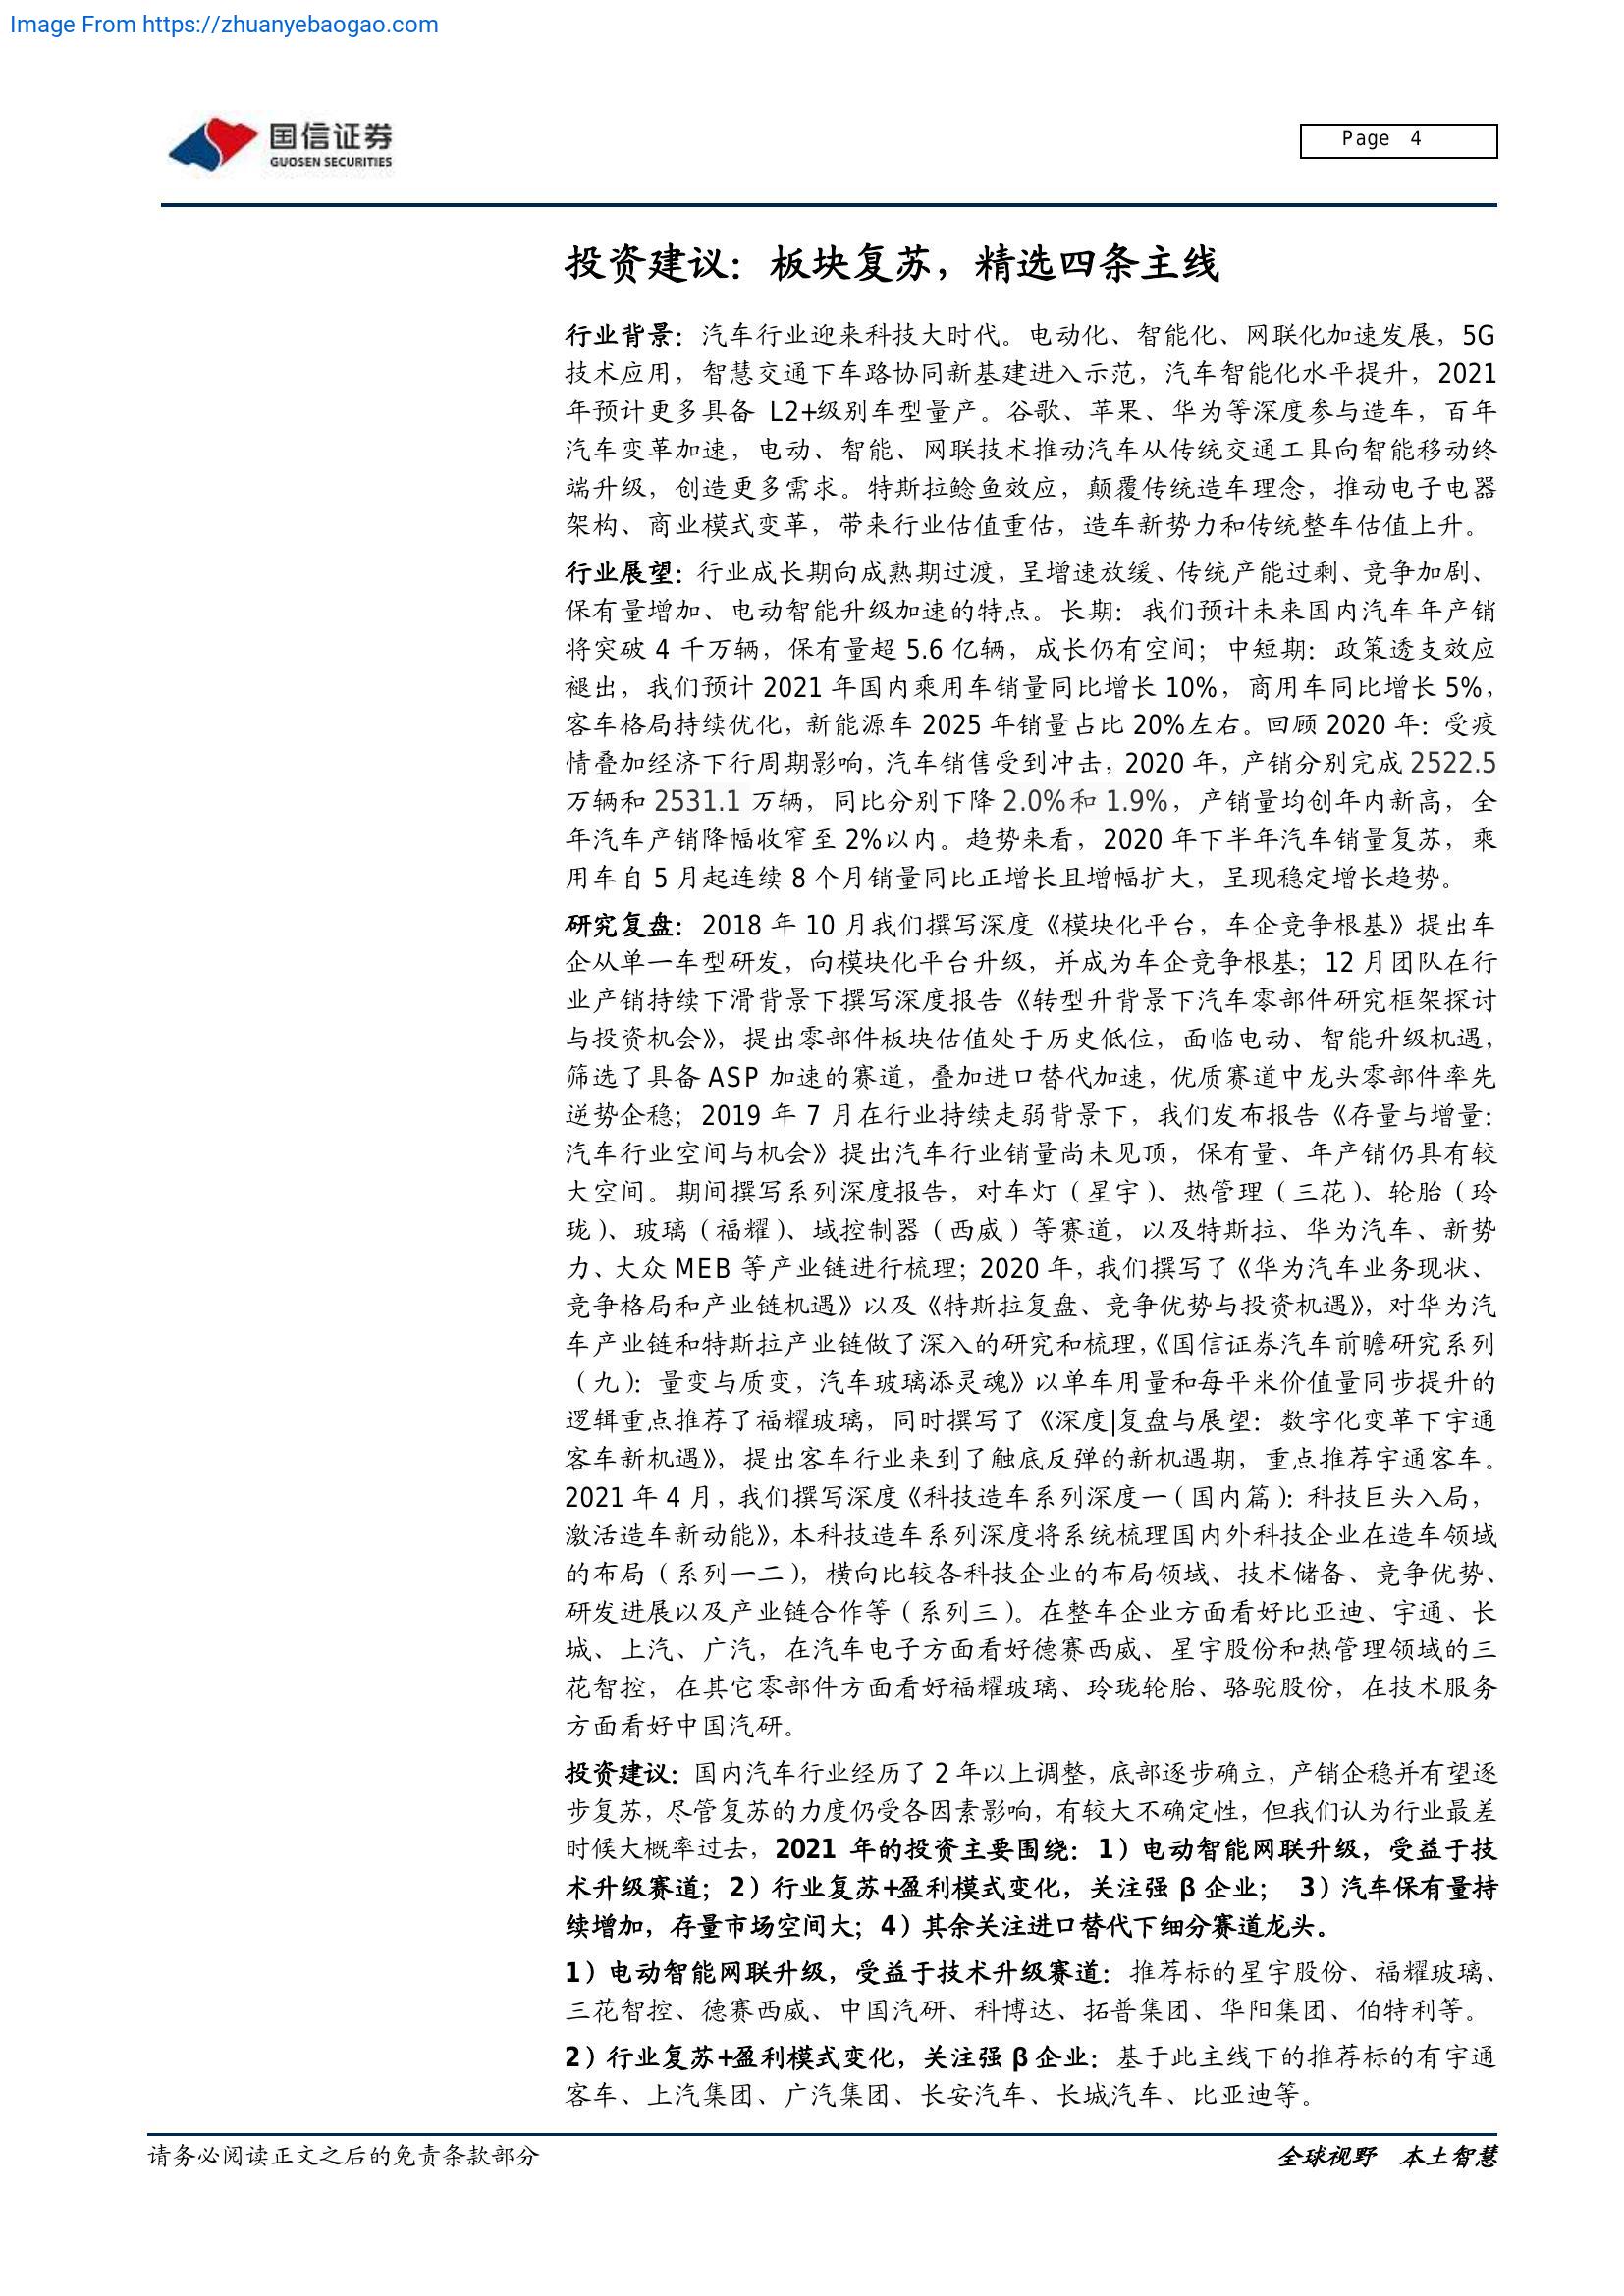 Image From https://zhuanyebaogao.com
国信证券
GUOSEN SECURITIES
Page 4
投资建议：板块复苏，精选四条主线
行业背景：汽车行业迎来科技大时代。电动化、智能化、网联化加速发展，5G
技术应用，智慧交通下车路协同新基建进入示范，汽车智能化水平提升，2021
年预计更多具备 L2+级别车型量产。谷歌、苹果、华为等深度参与造车，百年
汽车变革加速，电动、智能、网联技术推动汽车从传统交通工具向智能移动终
端升级，创造更多需求。特斯拉鲶鱼效应，颠覆传统造车理念，推动电子电器
架构、商业模式变革，带来行业估值重估，造车新势力和传统整车估值上升。
行业展望：行业成长期向成熟期过渡，呈增速放缓、传统产能过剩、竞争加剧、
保有量增加、电动智能升级加速的特点。长期：我们预计未来国内汽车年产销
将突破 4 千万辆，保有量超 5.6 亿辆，成长仍有空间；中短期：政策透支效应
褪出，我们预计 2021 年国内乘用车销量同比增长 10%，商用车同比增长 5%，
客车格局持续优化，新能源车 2025 年销量占比 20%左右。回顾 2020 年：受疫
情叠加经济下行周期影响，汽车销售受到冲击，2020 年，产销分别完成 2522.5
万辆和 2531.1 万辆，同比分别下降 2.0%和 1.9%，产销量均创年内新高，全
年汽车产销降幅收窄至 2%以内。趋势来看，2020 年下半年汽车销量复苏，乘
用车自 5 月起连续 8 个月销量同比正增长且增幅扩大，呈现稳定增长趋势。
研究复盘：2018 年 10 月我们撰写深度《模块化平台，车企竞争根基》提出车
企从单一车型研发，向模块化平台升级，并成为车企竞争根基；12 月团队在行
业产销持续下滑背景下撰写深度报告《转型升背景下汽车零部件研究框架探讨
与投资机会》，提出零部件板块估值处于历史低位，面临电动、智能升级机遇，
筛选了具备 ASP 加速的赛道，叠加进口替代加速，优质赛道中龙头零部件率先
逆势企稳；2019 年 7 月在行业持续走弱背景下，我们发布报告《存量与增量：
汽车行业空间与机会》提出汽车行业销量尚未见顶，保有量、年产销仍具有较
大空间。期间撰写系列深度报告，对车灯（星宇）、热管理（三花）、轮胎（玲
珑）、玻璃（福耀）、域控制器（西威）等赛道，以及特斯拉、华为汽车、新势
力、大众 MEB 等产业链进行梳理；2020 年，我们撰写了《华为汽车业务现状、
竞争格局和产业链机遇》以及《特斯拉复盘、竞争优势与投资机遇》，对华为汽
车产业链和特斯拉产业链做了深入的研究和梳理，《国信证券汽车前瞻研究系列
（九）：量变与质变，汽车玻璃添灵魂》以单车用量和每平米价值量同步提升的
逻辑重点推荐了福耀玻璃，同时撰写了《深度|复盘与展望：数字化变革下宇通
客车新机遇》，提出客车行业来到了触底反弹的新机遇期，重点推荐宇通客车。
2021 年 4 月，我们撰写深度《科技造车系列深度一（国内篇）：科技巨头入局，
激活造车新动能》，本科技造车系列深度将系统梳理国内外科技企业在造车领域
的布局（系列一二），横向比较各科技企业的布局领域、技术储备、竞争优势、
研发进展以及产业链合作等（系列三）。在整车企业方面看好比亚迪、宇通、长
城、上汽、广汽，在汽车电子方面看好德赛西威、星宇股份和热管理领域的三
花智控，在其它零部件方面看好福耀玻璃、玲珑轮胎、骆驼股份，在技术服务
方面看好中国汽研。
投资建议：国内汽车行业经历了 2 年以上调整，底部逐步确立，产销企稳并有望逐
步复苏，尽管复苏的力度仍受各因素影响，有较大不确定性，但我们认为行业最差
时候大概率过去，2021 年的投资主要围绕：1）电动智能网联升级，受益于技
术升级赛道；2）行业复苏+盈利模式变化，关注强 β 企业； 3）汽车保有量持
续增加，存量市场空间大；4）其余关注进口替代下细分赛道龙头。
1）电动智能网联升级，受益于技术升级赛道：推荐标的星宇股份、福耀玻璃、
三花智控、德赛西威、中国汽研、科博达、拓普集团、华阳集团、伯特利等。
2）行业复苏+盈利模式变化，关注强 β 企业：基于此主线下的推荐标的有宇通
客车、上汽集团、广汽集团、长安汽车、长城汽车、比亚迪等。
请务必阅读正文之后的免责条款部分
全球视野 本土智慧